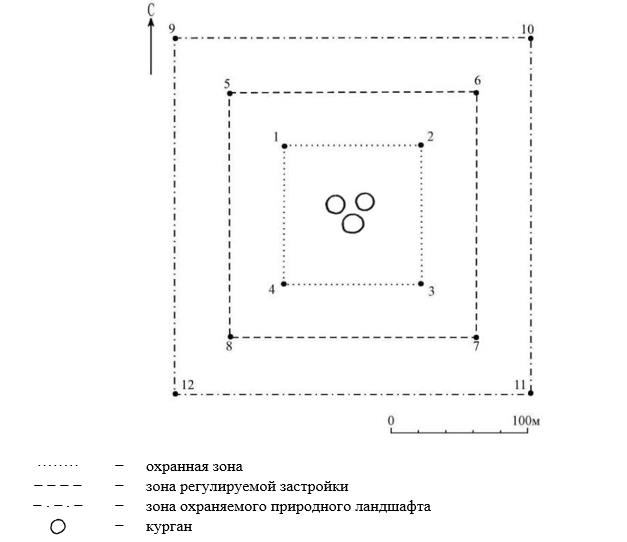 С
9 10
5 6
1 2
4 3
8 7
12 11
0 100м
– охранная зона
– зона регулируемой застройки
– зона охраняемого природного ландшафта
– курган